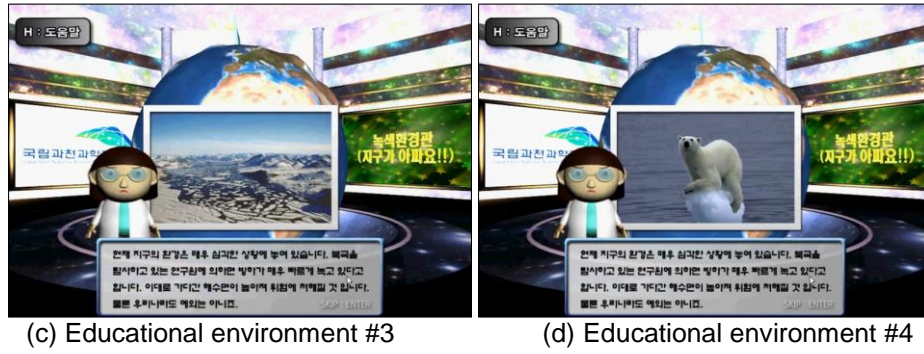 H : 도움말
국립과천과학
녹색환경관
(지구가 아파요!!)
현재 지구의 환경은 매우 심각한 상황에 놓여 있습니다. 북극을
탐사하고 있는 연구원에 의하면 빙하가 매우 빠르게 녹고 있다고
합니다. 이대로 가다간 해수면이 높아져 위험에 처해질 것 입니다.
물론 우리나라도 예외는 아니죠.
SKIP : ENTER
(c) Educational environment #3
H : 도움말
국립과천과학
녹색환경관
(지구가 아파요!!)
현재 지구의 환경은 매우 심각한 상황에 놓여 있습니다. 북극을
탐사하고 있는 연구원에 의하면 빙하가 매우 빠르게 녹고 있다고
합니다. 이대로 가다간 해수면이 높아져 위험에 처해질 것 입니다.
물론 우리나라도 예외는 아니죠.
SKIP : ENTER
(d) Educational environment #4